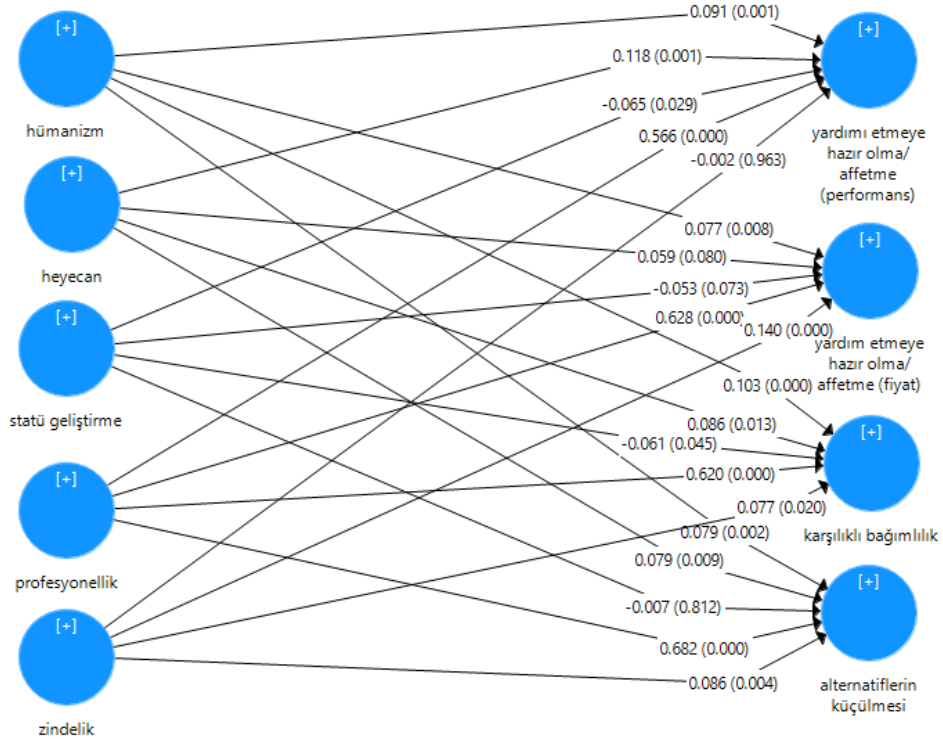 [+]
hümanizm
[+]
heyecan
[+]
statü geliştirme
[+]
profesyonellik
[+]
zindelik
0.091 (0.001)
0.118 (0.001)
-0.065 (0.029)
0.566 (0.000)
-0.002 (0.963)
0.077 (0.008)
0.059 (0.080)
-0.053 (0.073)
0.628 (0.000)
0.140 (0.000)
0.103 (0.000)
0.086 (0.013)
-0.061 (0.045)
0.620 (0.000)
0.077 (0.020)
0.079 (0.002)
0.079 (0.009)
-0.007 (0.812)
0.682 (0.000)
0.086 (0.004)
[+]
yardımı etmeye
hazır olma/
affetme
(performans)
[+]
yardım etmeye
hazır olma/
affetme (fiyat)
[+]
karşılıklı bağımlılık
[+]
alternatiflerin
küçülmesi